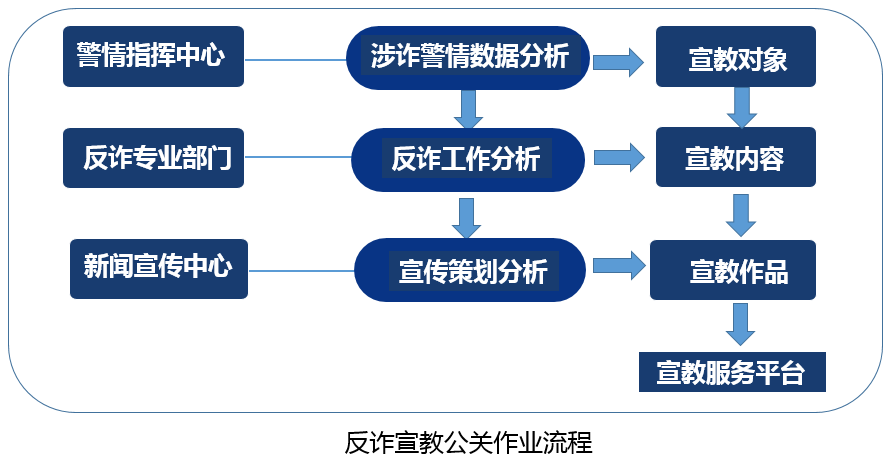 警情指挥中心
涉诈警情数据分析
宣教对象
反诈专业部门
反诈工作分析
宣教内容
新闻宣传中心
宣传策划分析
宣教作品
宣教服务平台
反诈宣教公关作业流程